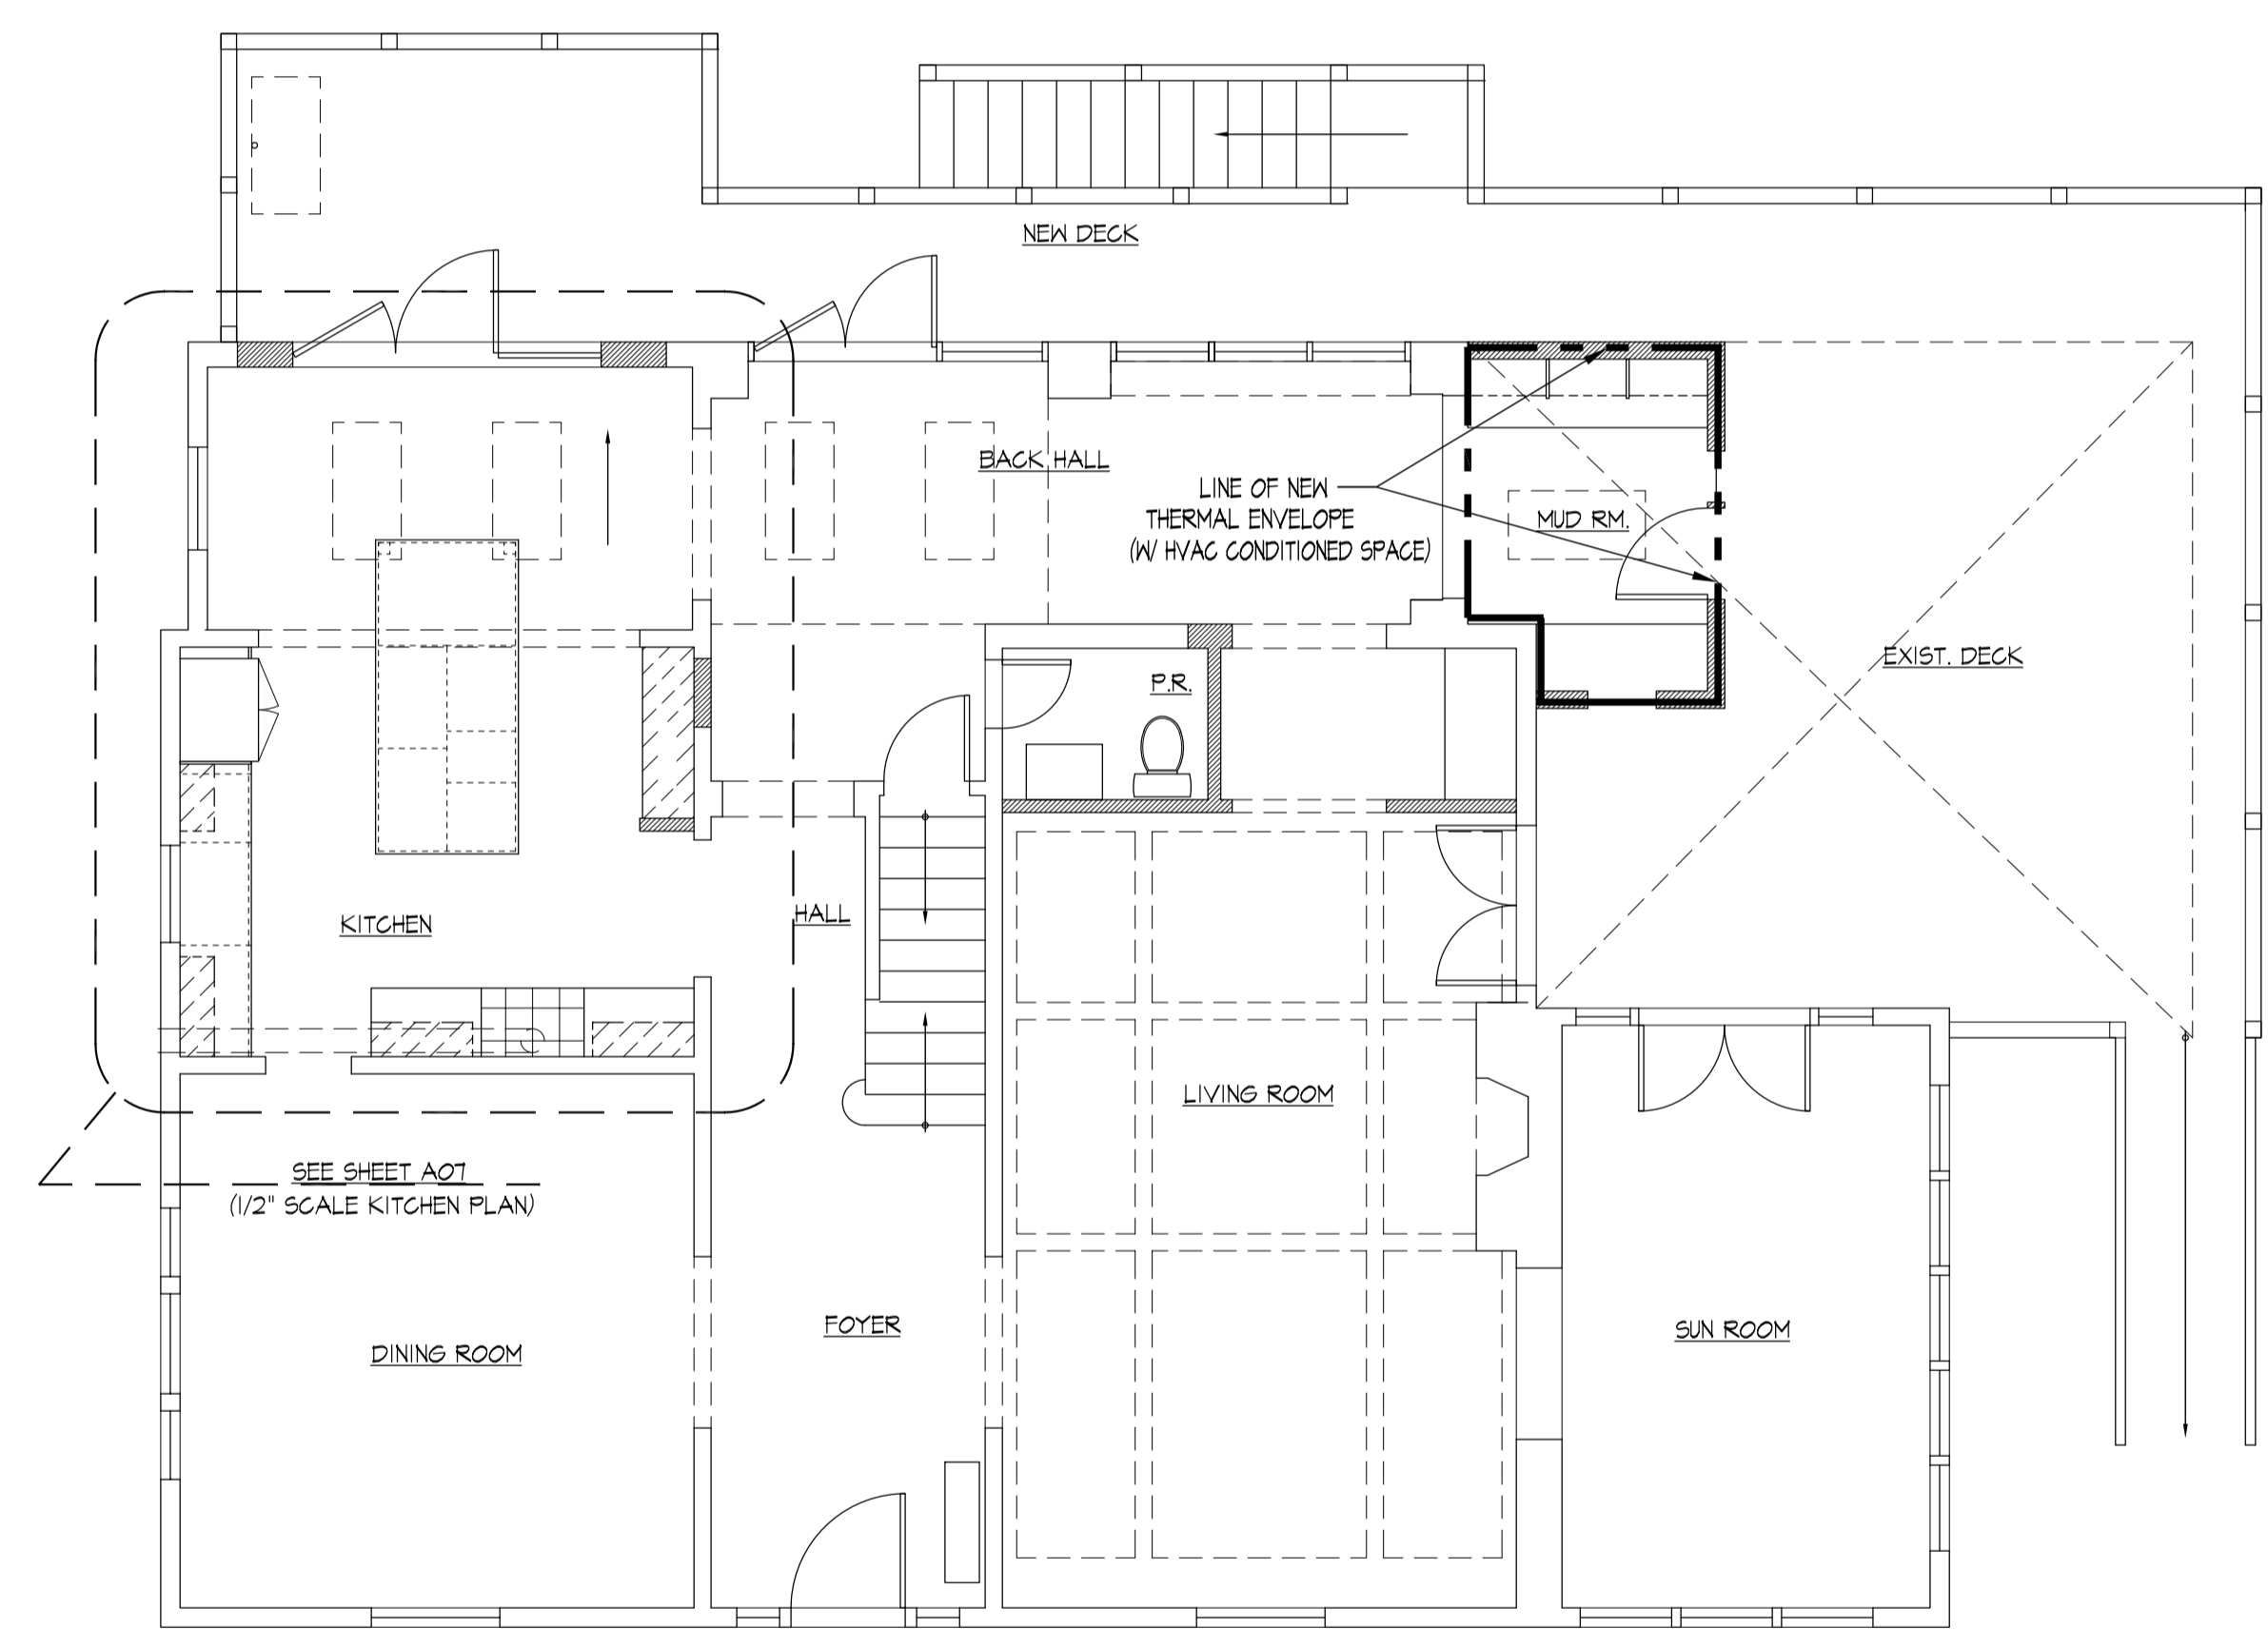 NEW DECK
BACK HALL
LINE OF NEW
THERMAL ENVELOPE
(W/ HVAC CONDITIONED SPACE)
MUD RM.
EXIST. DECK
P.R.
KITCHEN
HALL
LIVING ROOM
SEE SHEET A07
(1/2" SCALE KITCHEN PLAN)
FOYER
SUN ROOM
DINING ROOM